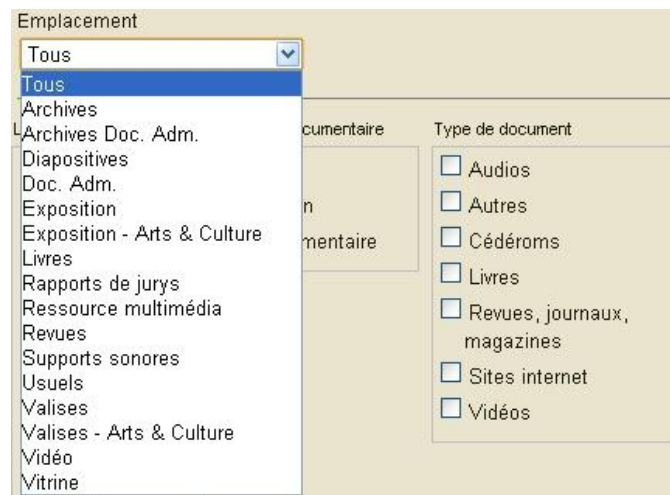 Emplacement
Tous
Tous
Archives
Archives Doc. Adm.
Diapositives
Doc. Adm.
Exposition
Exposition - Arts & Culture
Livres
Rapports de jurys
Ressource multimédia
Revues
Supports sonores
Usuels
Valises
Valises - Arts & Culture
Vidéo
Vitrine
Type de document
Audios
Autres
Cédéroms
Livres
Revues, journaux,
magazines
Sites internet
Vidéos